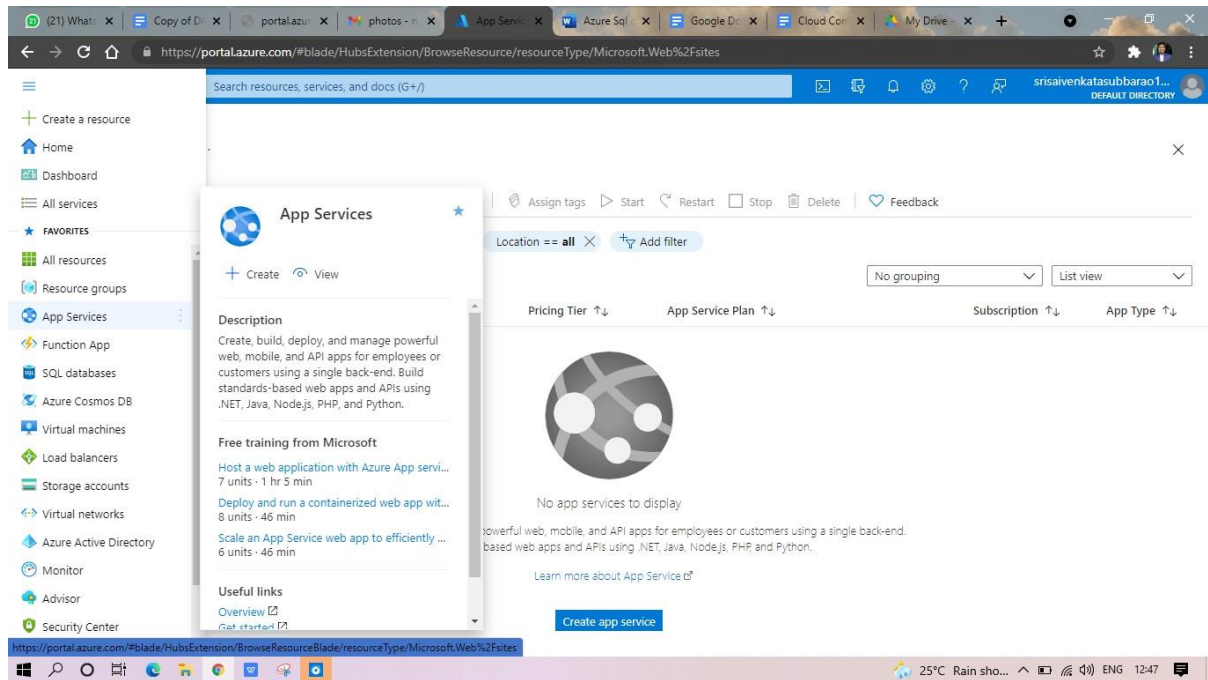 (21) Whats
Copy of D
portal.azur
photos - n
App Servic
Azure Sql c
Google Do
Cloud Con
My Drive -
https://portal.azure.com/#blade/HubsExtension/BrowseResource/resourceType/Microsoft.Web%2Fsites
Search resources, services, and docs (G+/)
srisaivenkatasubbarao1...
DEFAULT DIRECTORY
Create a resource
Home
Dashboard
All services
FAVORITES
All resources
Resource groups
App Services
Function App
SQL databases
Azure Cosmos DB
Virtual machines
Load balancers
Storage accounts
Virtual networks
Azure Active Directory
Monitor
Advisor
Security Center
App Services
Create View
Description
Create, build, deploy, and manage powerful
web, mobile, and API apps for employees or
customers using a single back-end. Build
standards-based web apps and APIs using
.NET, Java, Node.js, PHP, and Python.
Free training from Microsoft
Host a web application with Azure App servi...
7 units · 1 hr 5 min
Deploy and run a containerized web app wit...
8 units · 46 min
Scale an App Service web app to efficiently ...
6 units · 46 min
Useful links
Overview
Get started
Assign tags Start Restart Stop Delete Feedback
Location == all Add filter
No grouping List view
Pricing Tier App Service Plan Subscription App Type
No app services to display
powerful web, mobile, and API apps for employees or customers using a single back-end.
based web apps and APIs using .NET, Java, Node.js, PHP, and Python.
Learn more about App Service
Create app service
https://portal.azure.com/#blade/HubsExtension/BrowseResourceBlade/resourceType/Microsoft.Web%2Fsites
25°C Rain sho... ENG 12:47